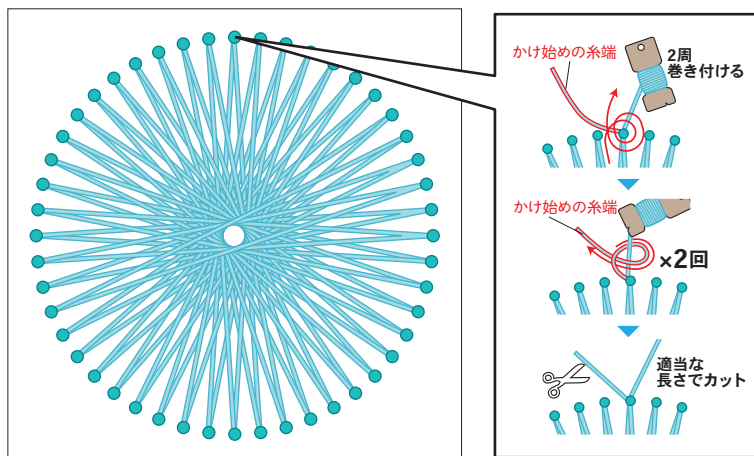 かけ始めの糸端
2周
巻き付ける
かけ始めの糸端
×2回
適当な
長さでカット